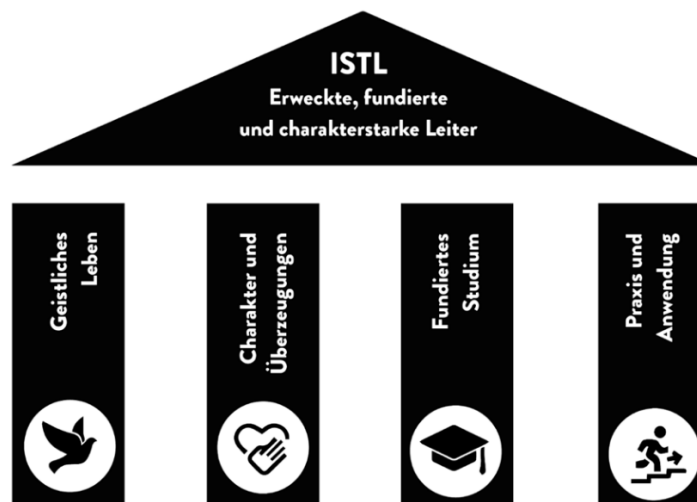 ISTL
Erweckte, fundierte
und charakterstarke Leiter
Geistliches
Leben
Charakter und
Überzeugungen
Fundiertes
Studium
Praxis und
Anwendung